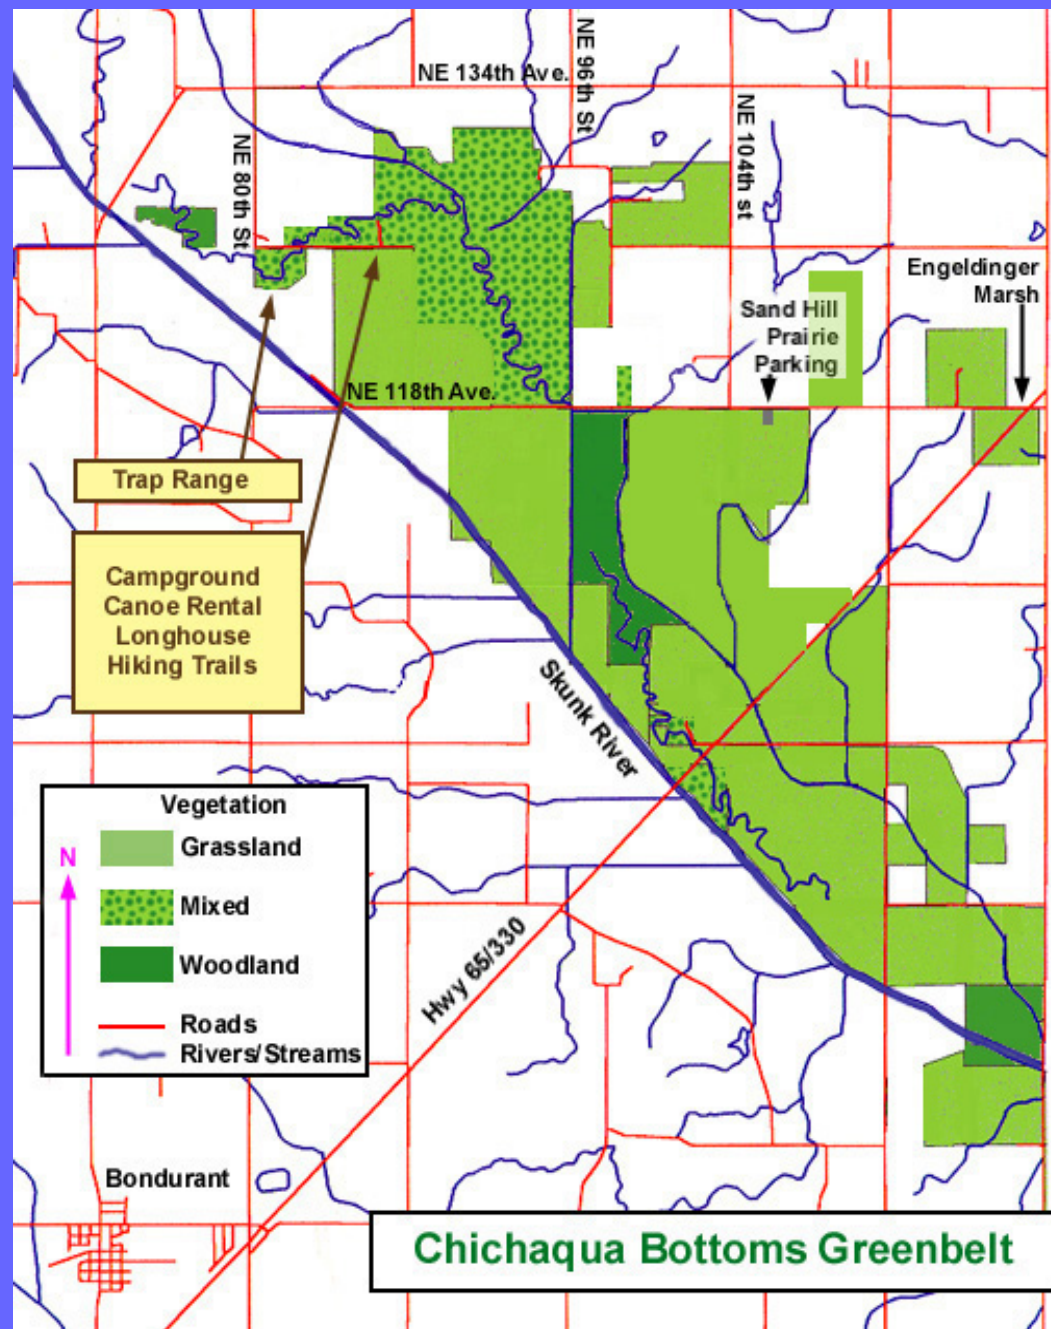 NE 134th Ave.
NE 96th St
NE 104th st
NE 80th St
Engeldinger
Marsh
Sand Hill
Prairie
Parking
NE 118th Ave.
Trap Range
Campground
Canoe Rental
Longhouse
Hiking Trails
Skunk River
Vegetation
N
Grassland
Mixed
Woodland
Roads
Rivers/Streams
Hwy 65/330
Bondurant
Chichaqua Bottoms Greenbelt